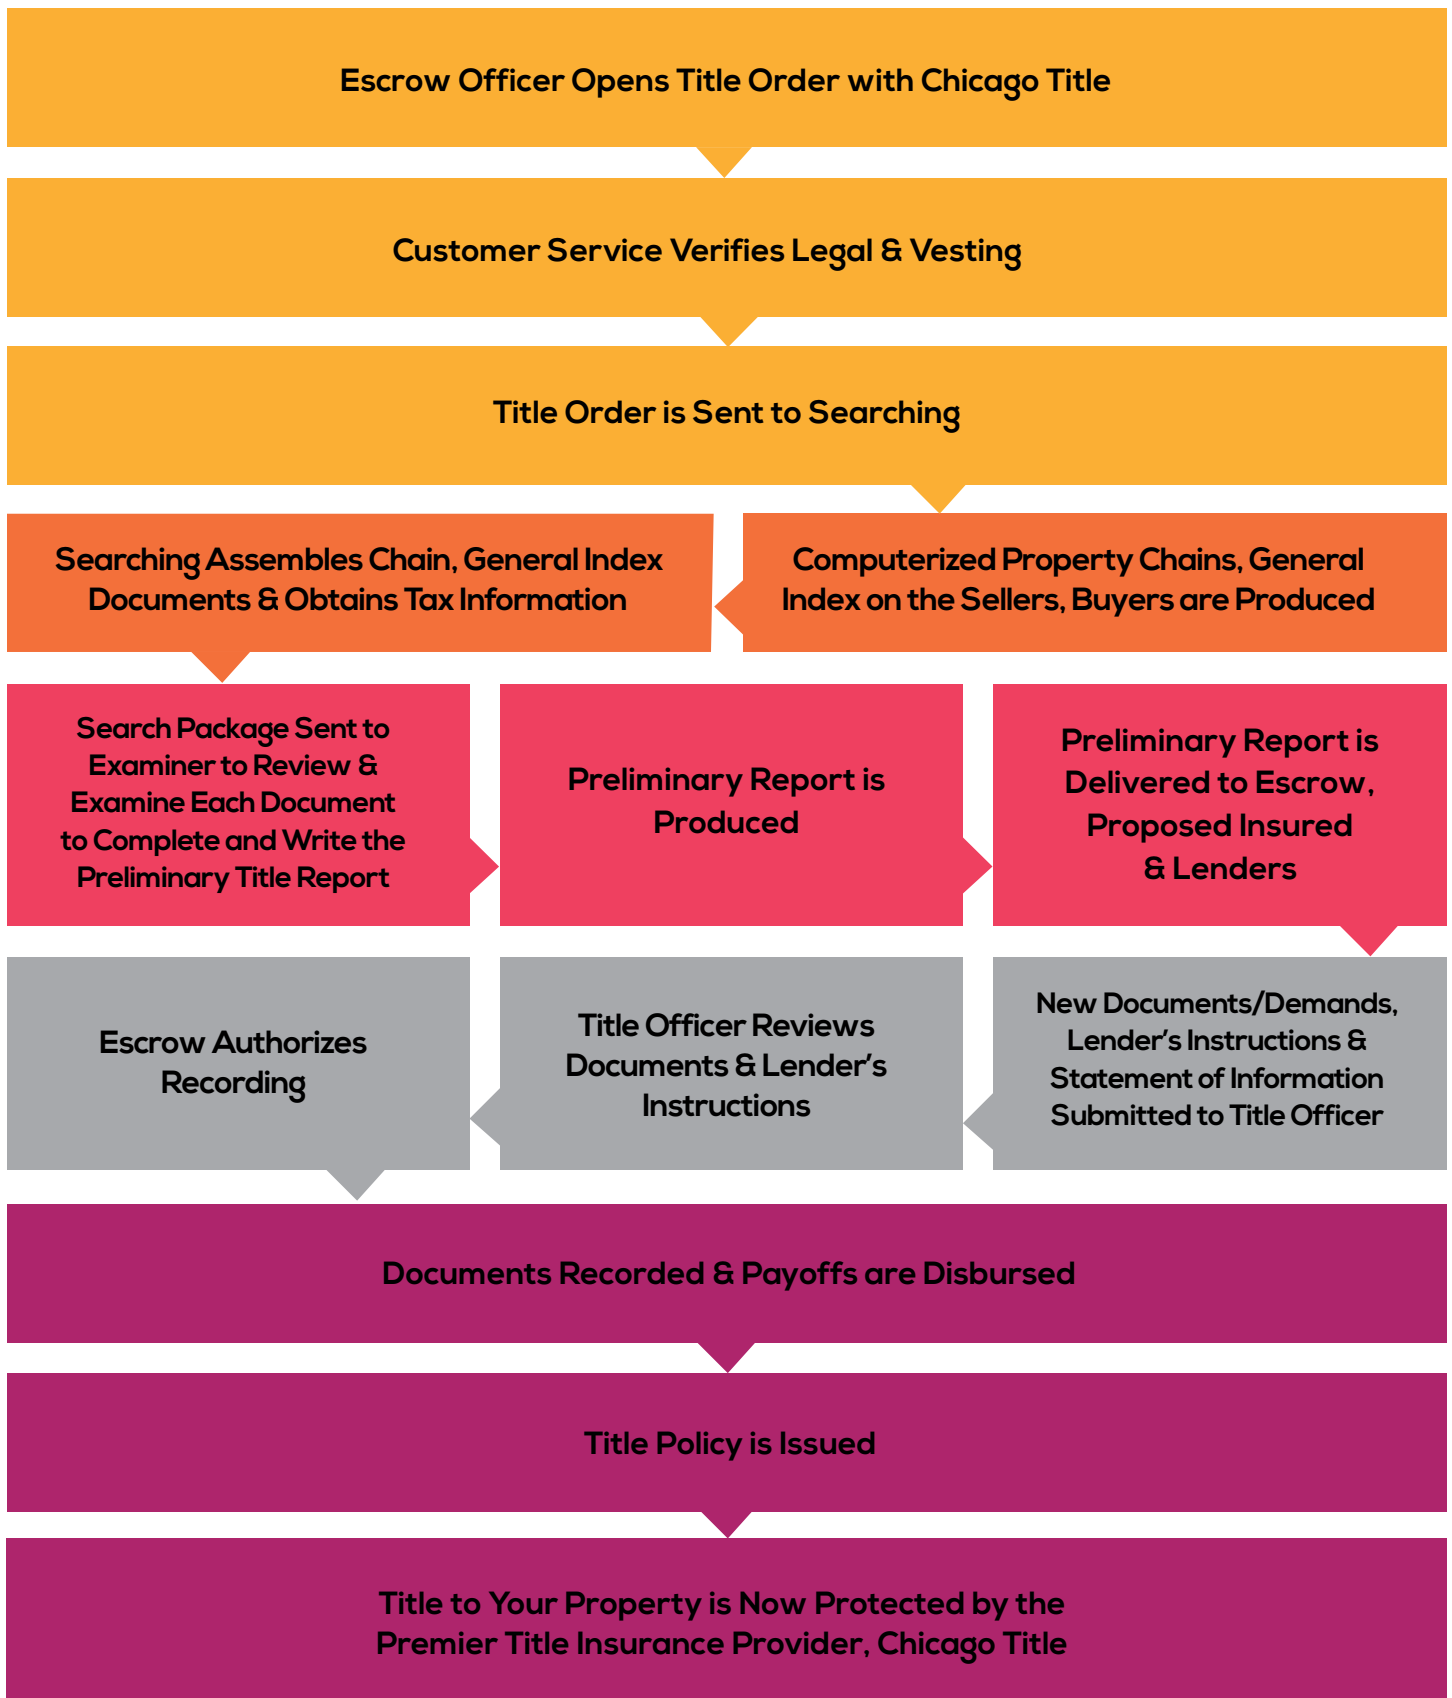 Escrow Officer Opens Title Order with Chicago Title
Customer Service Verifies Legal & Vesting
Title Order is Sent to Searching
Computerized Property Chains, General
Index on the Sellers, Buyers are Produced
Searching Assembles Chain, General Index
Documents & Obtains Tax Information
Search Package Sent to
Examiner to Review &
Examine Each Document
to Complete and Write the
Preliminary Title Report
Preliminary Report is
Produced
Preliminary Report is
Delivered to Escrow,
Proposed Insured
& Lenders
New Documents/Demands,
Lender’s Instructions &
Statement of Information
Submitted to Title Officer
Title Officer Reviews
Documents & Lender’s
Instructions
Escrow Authorizes
Recording
Documents Recorded & Payoffs are Disbursed
Title Policy is Issued
Title to Your Property is Now Protected by the
Premier Title Insurance Provider, Chicago Title